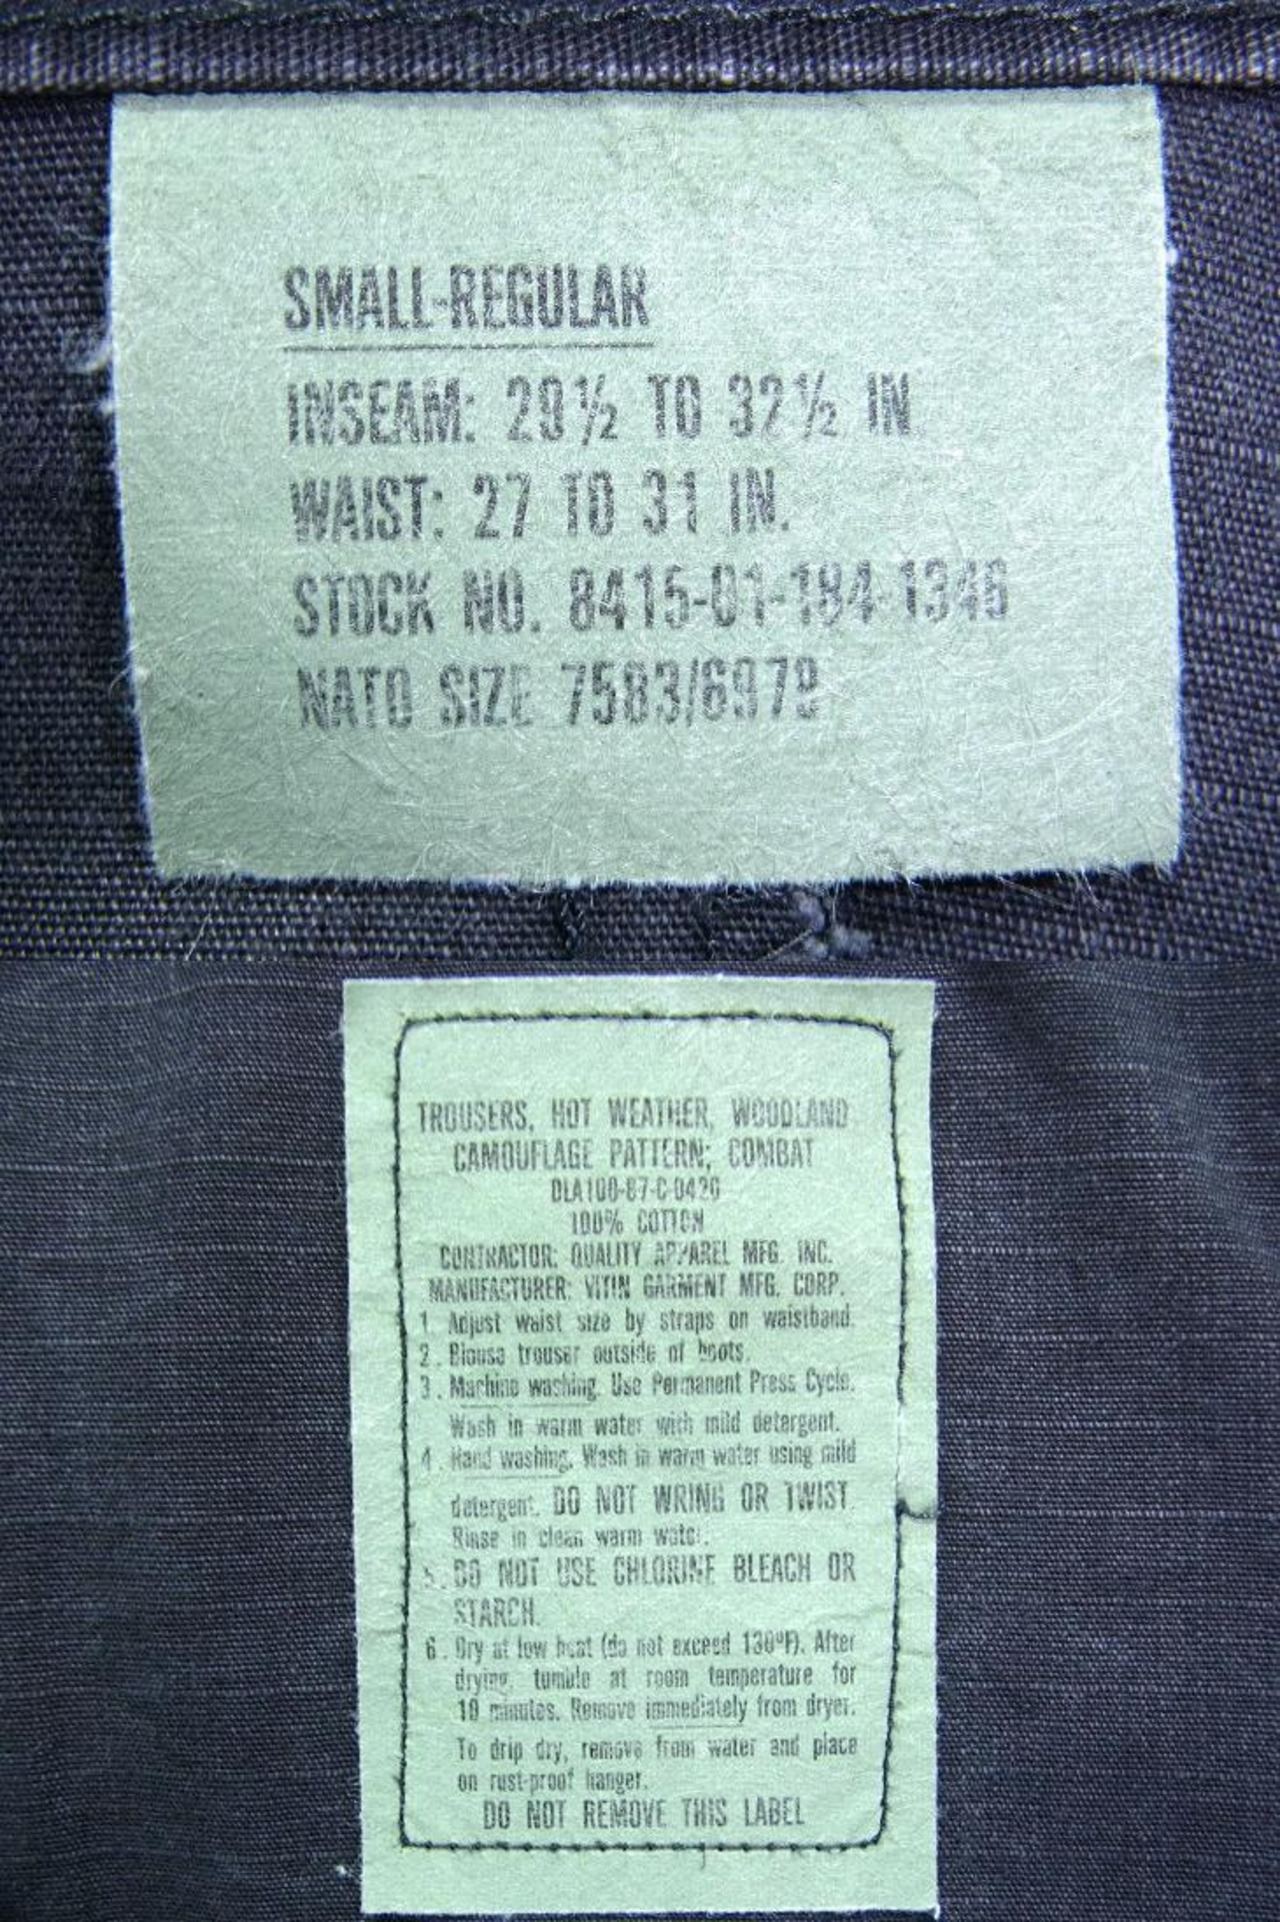 SMALL-REGULAR
INSEAM: 29½ TO 32½ IN.
WAIST: 27 TO 31 IN.
STOCK NO. 8415-01-184-1346
NATO SIZE 7583/6979
TROUSERS, HOT WEATHER, WOODLAND
CAMOUFLAGE PATTERN; COMBAT
DLA100-87-C-0426
100% COTTON
CONTRACTOR: QUALITY APPAREL MFG. INC.
MANUFACTURER: VITIN GARMENT MFG. CORP.
1. Adjust waist size by straps on waistband.
2. Blouse trouser outside of boots.
3. Machine washing. Use Permanent Press Cycle.
Wash in warm water with mild detergent.
4. Hand washing. Wash in warm water using mild
detergent. DO NOT WRING OR TWIST.
Rinse in clean warm water.
5. DO NOT USE CHLORINE BLEACH OR
STARCH.
6. Dry at low heat (do not exceed 130°F). After
drying, tumble at room temperature for
10 minutes. Remove immediately from dryer.
To drip dry, remove from water and place
on rust-proof hanger.
DO NOT REMOVE THIS LABEL